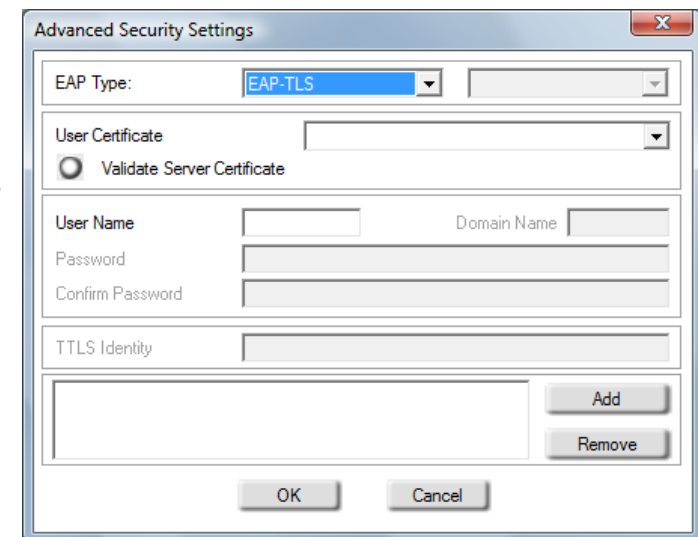 Advanced Security Settings
EAP Type: EAP-TLS
User Certificate
Validate Server Certificate
User Name Domain Name
Password
Confirm Password
TTLS Identity
Add
Remove
OK Cancel